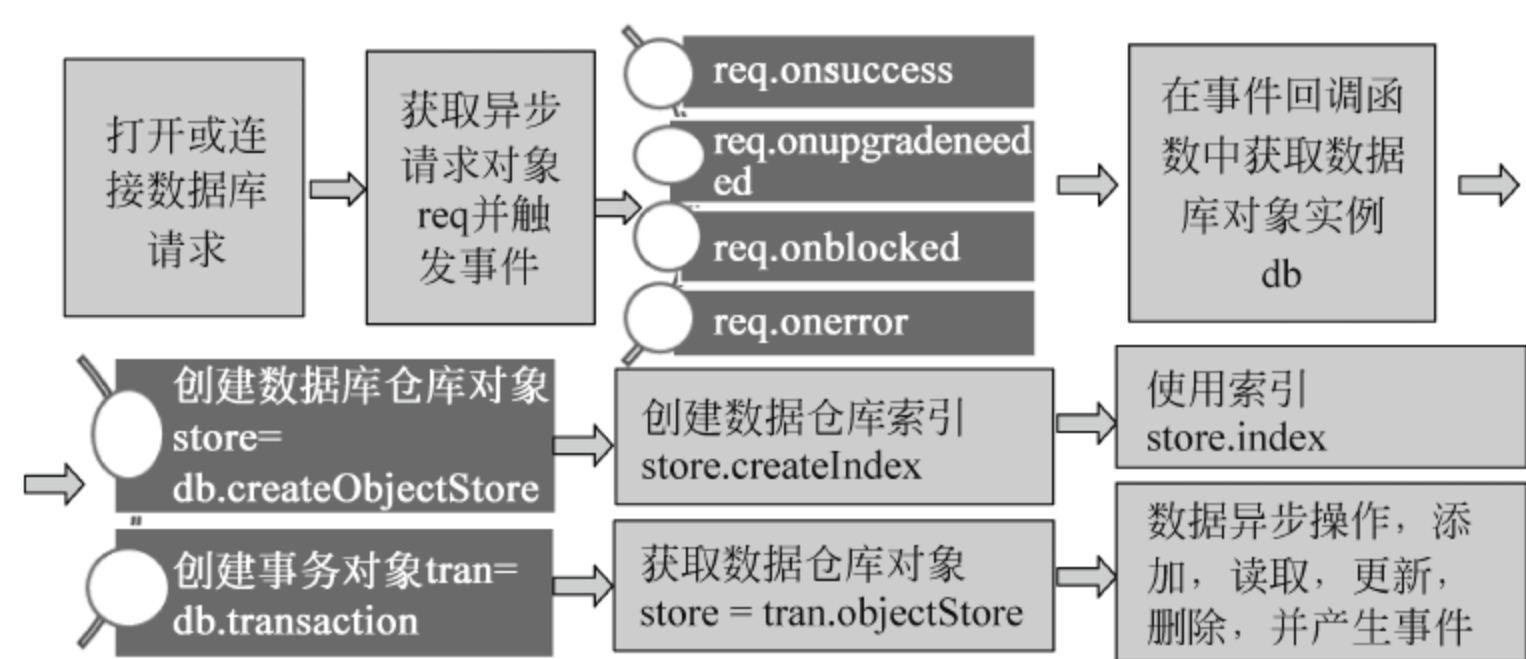 打开或连
接数据库
请求
获取异步
请求对象
req并触
发事件
req.onsuccess
req.onupgradeneed
ed
req.onblocked
req.onerror
在事件回调函
数中获取数据
库对象实例
db
创建数据库仓库对象
store=
db.createObjectStore
创建数据仓库索引
store.createIndex
使用索引
store.index
创建事务对象tran=
db.transaction
获取数据仓库对象
store = tran.objectStore
数据异步操作，添
加，读取，更新，
删除，并产生事件